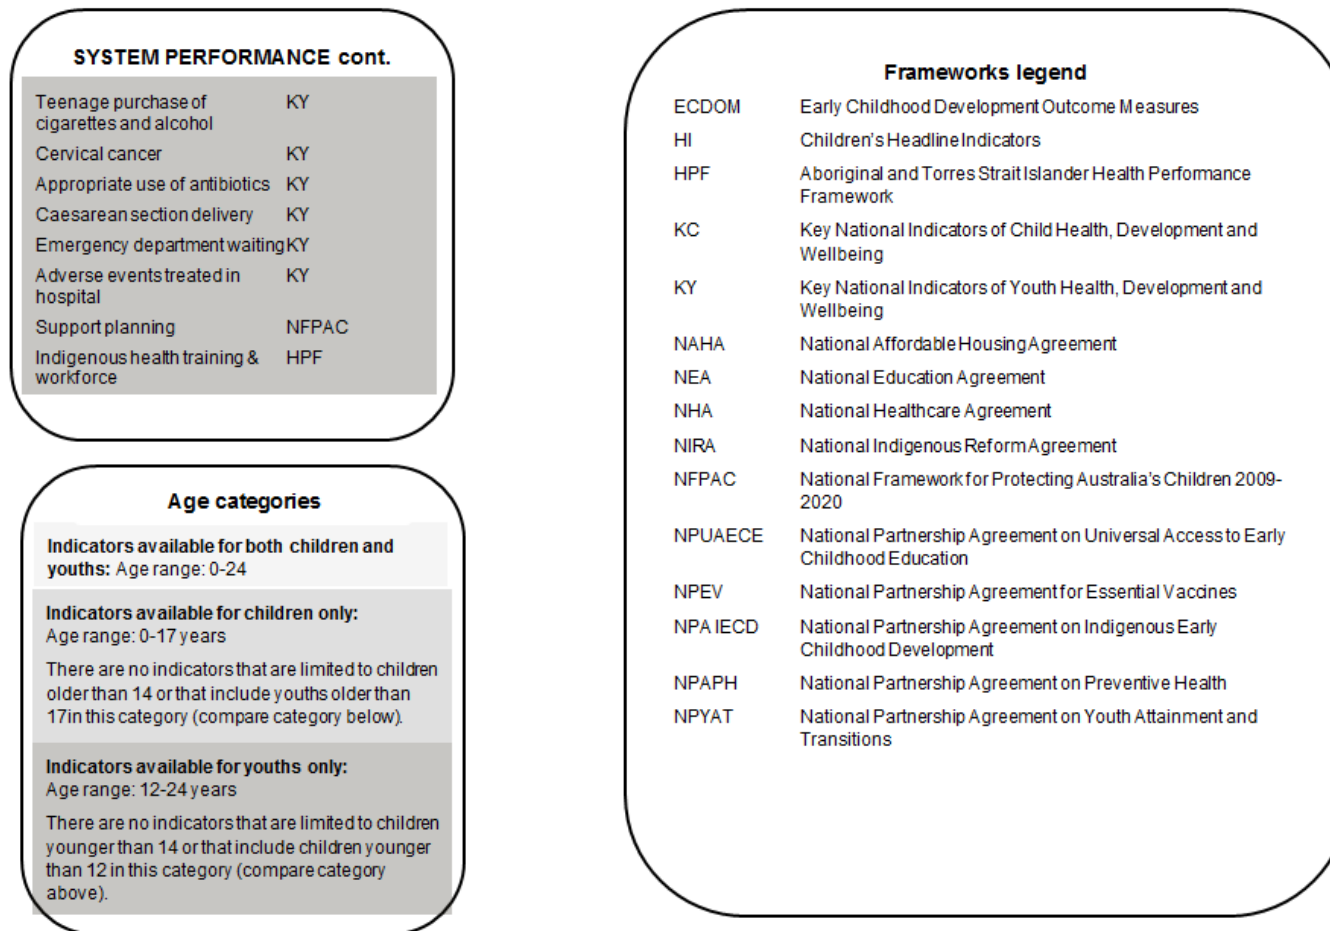 SYSTEM PERFORMANCE cont.
Teenage purchase of KY
cigarettes and alcohol
Cervical cancer KY
Appropriate use of antibiotics KY
Caesarean section delivery KY
Emergency department waiting KY
Adverse events treated in KY
hospital
Support planning NFPAC
Indigenous health training & HPF
workforce
Age categories
Indicators available for both children and
youths: Age range: 0-24
Indicators available for children only:
Age range: 0-17 years
There are no indicators that are limited to children
older than 14 or that include youths older than
17in this category (compare category below).
Indicators available for youths only:
Age range: 12-24 years
There are no indicators that are limited to children
younger than 14 or that include children younger
than 12 in this category (compare category
above).
Frameworks legend
ECDOM Early Childhood Development Outcome Measures
HI Children's Headline Indicators
HPF Aboriginal and Torres Strait Islander Health Performance
Framework
KC Key National Indicators of Child Health, Development and
Wellbeing
KY Key National Indicators of Youth Health, Development and
Wellbeing
NAHA National Affordable Housing Agreement
NEA National Education Agreement
NHA National Healthcare Agreement
NIRA National Indigenous Reform Agreement
NFPAC National Framework for Protecting Australia's Children 2009-
2020
NPUAECE National Partnership Agreement on Universal Access to Early
Childhood Education
NPEV National Partnership Agreement for Essential Vaccines
NPA IECD National Partnership Agreement on Indigenous Early
Childhood Development
NPAPH National Partnership Agreement on Preventive Health
NPYAT National Partnership Agreement on Youth Attainment and
Transitions